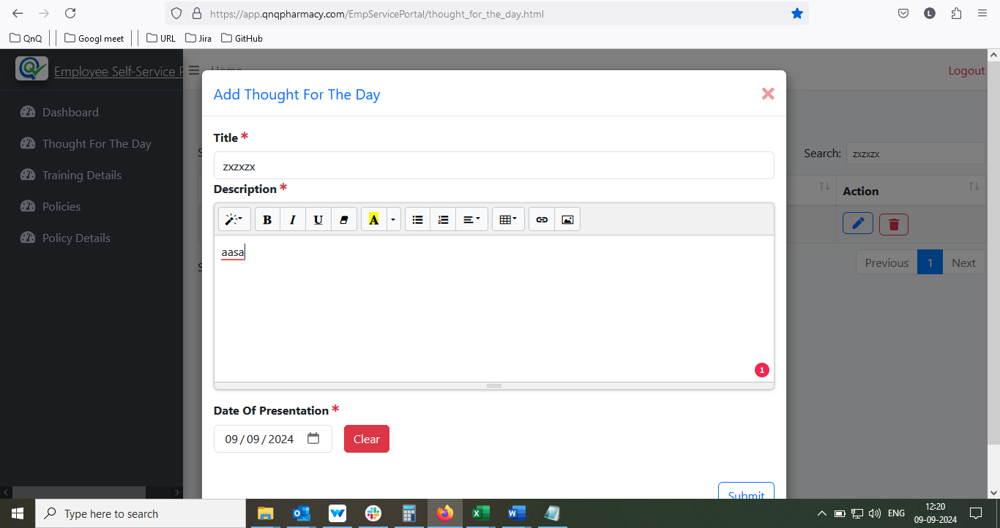 https://app.qnqpharmacy.com/EmpServicePortal/thought_for_the_day.html
L
QnQ Googl meet URL Jira GitHub
Employee Self-Service
Home
Logout
Add Thought For The Day
Dashboard
Thought For The Day
Training Details
Policies
Policy Details
Title *
zxzxzx
Description *
B I U A
aasa
1
Date Of Presentation *
09 / 09 / 2024 Clear
Submit
Search: zxzxzx
Action
Previous 1 Next
Type here to search
ENG
12:20
09-09-2024